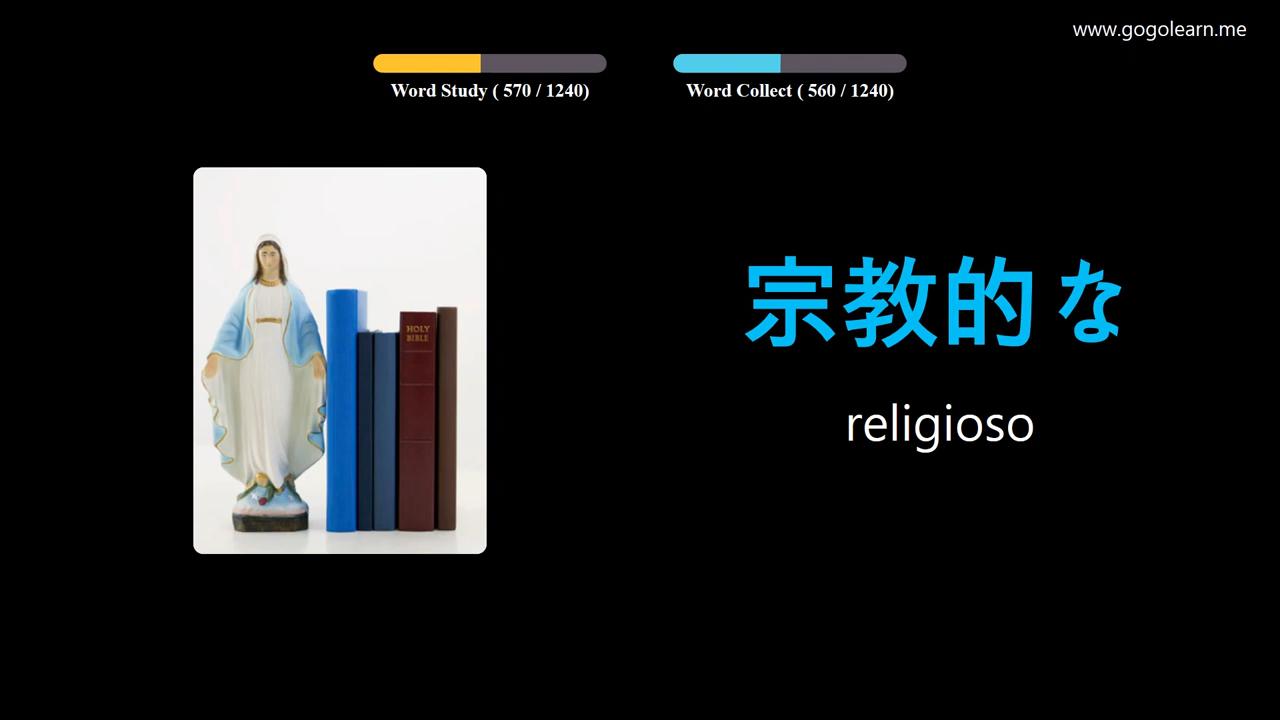 www.gogolearn.me
Word Study ( 570 / 1240)
Word Collect ( 560 / 1240)
HOLY
BIBLE
宗教的な
religioso